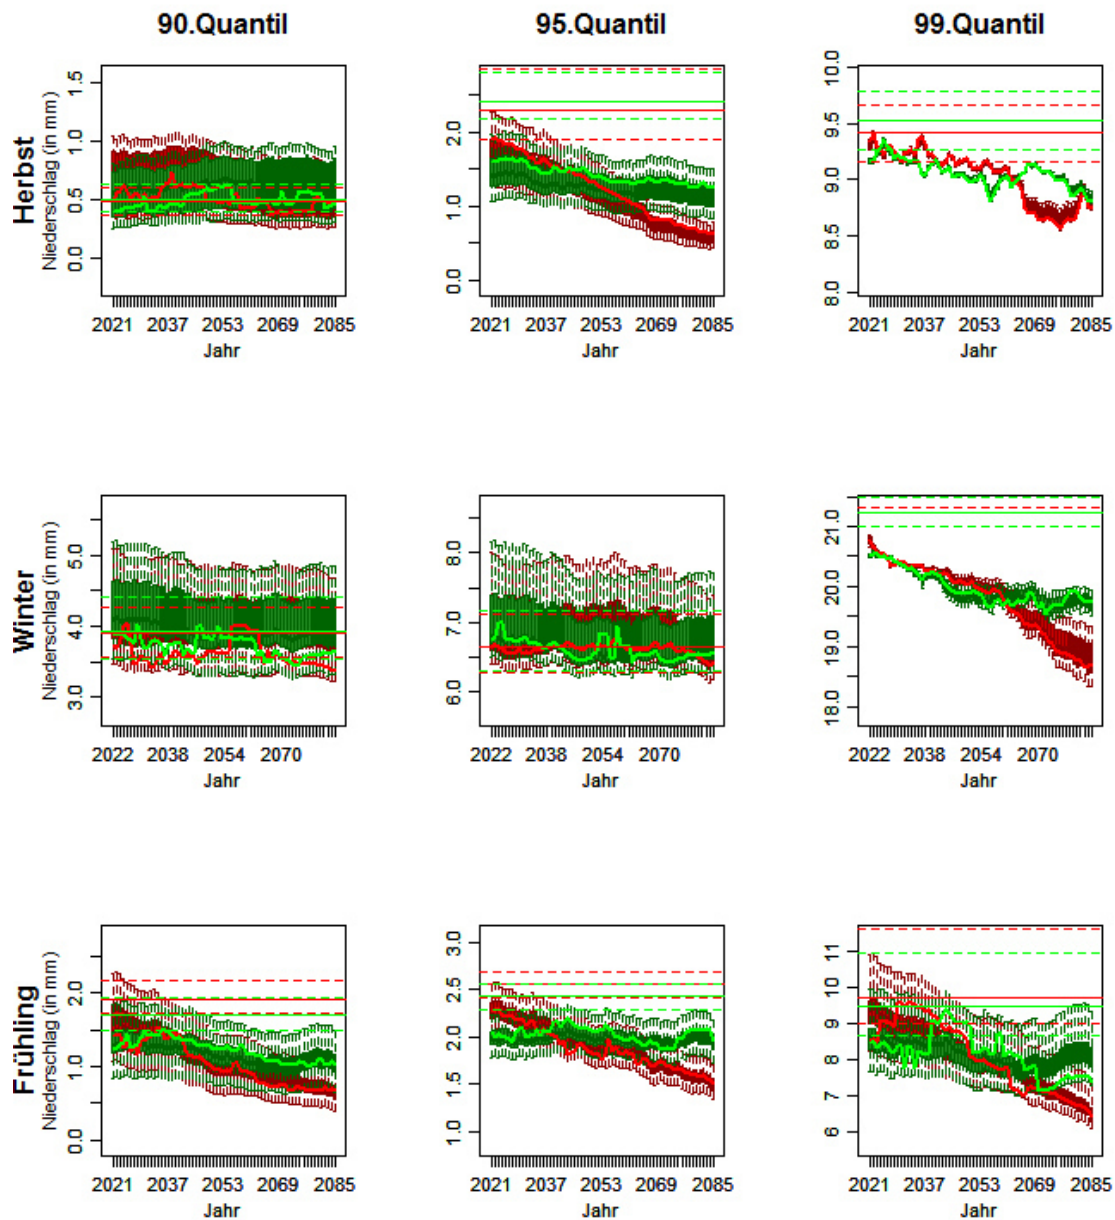 90.Quantil 95.Quantil 99.Quantil
Herbst
Niederschlag (in mm)
0.0 0.5 1.0 1.5
0.0 1.0 2.0
8.0 8.5 9.0 9.5 10.0
2021 2037 2053 2069 2085
2021 2037 2053 2069 2085
2021 2037 2053 2069 2085
Jahr Jahr Jahr
Winter
Niederschlag (in mm)
3.0 4.0 5.0
6.0 7.0 8.0
18.0 19.0 20.0 21.0
2022 2038 2054 2070
2022 2038 2054 2070
2022 2038 2054 2070
Jahr Jahr Jahr
Frühling
Niederschlag (in mm)
0.0 1.0 2.0
1.0 1.5 2.0 2.5 3.0
6 7 8 9 11
2021 2037 2053 2069 2085
2021 2037 2053 2069 2085
2021 2037 2053 2069 2085
Jahr Jahr Jahr